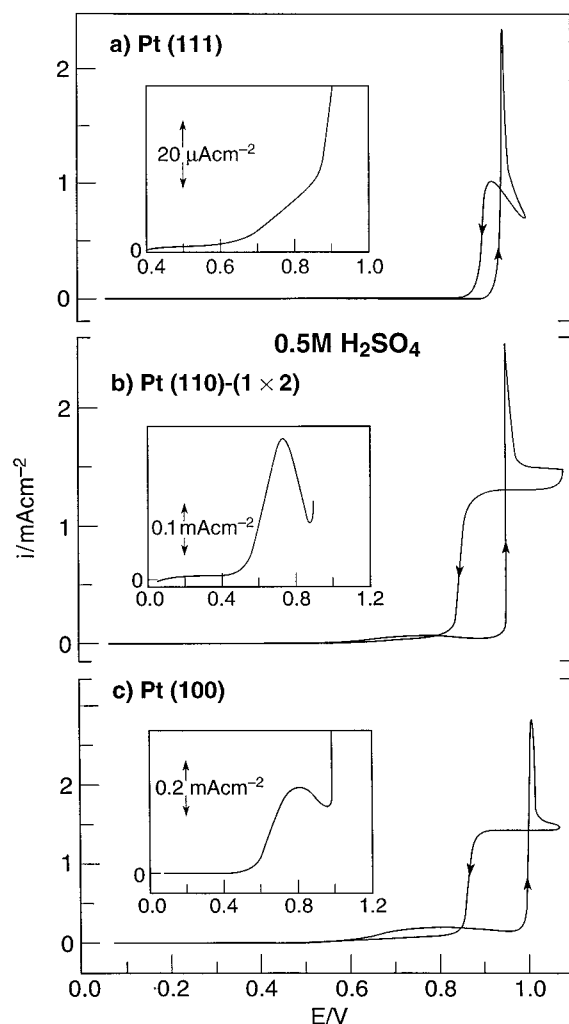 a) Pt (111)
2
1
0
20 μAcm⁻²
0
0.4 0.6 0.8 1.0
0.5M H₂SO₄
b) Pt (110)-(1 × 2)
2
1
0
0.1 mAcm⁻²
0
0.0 0.4 0.8 1.2
i/mAcm⁻²
c) Pt (100)
2
1
0
0.2 mAcm⁻²
0
0.0 0.4 0.8 1.2
0.0 0.2 0.4 0.6 0.8 1.0
E/V